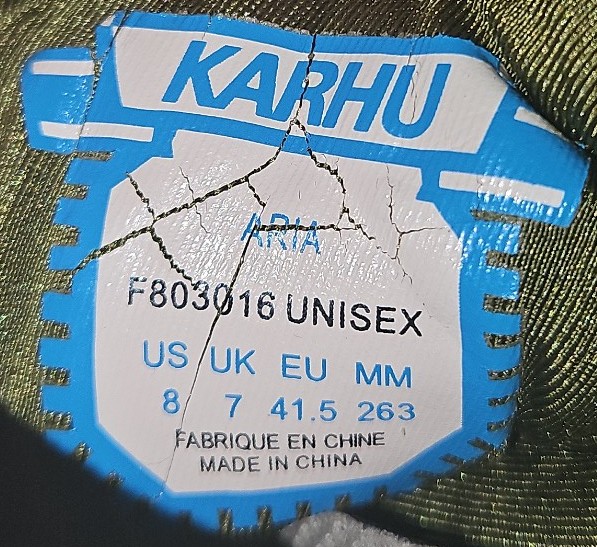 KARHU
ARIA
F803016 UNISEX
US UK EU MM
8 7 41.5 263
FABRIQUE EN CHINE
MADE IN CHINA